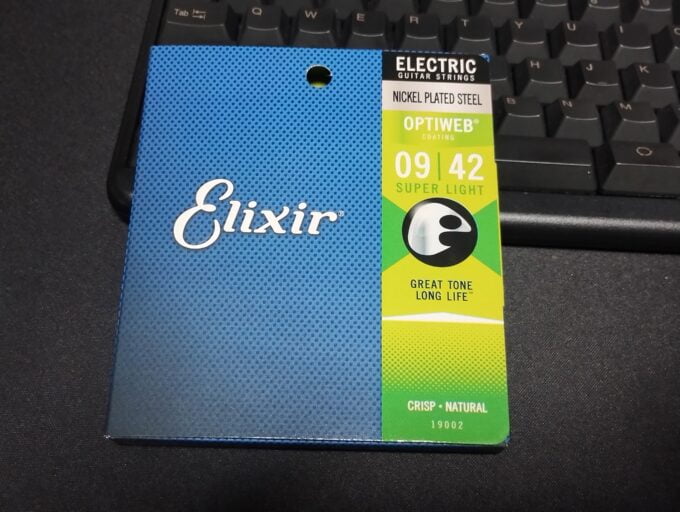 Tab
Q W E R T Y U I O P
F G H J K L
B N M
Elixir®
ELECTRIC
GUITAR STRINGS
NICKEL PLATED STEEL
OPTIWEB®
COATING
09 | 42
SUPER LIGHT
GREAT TONE
LONG LIFE™
CRISP • NATURAL
19002